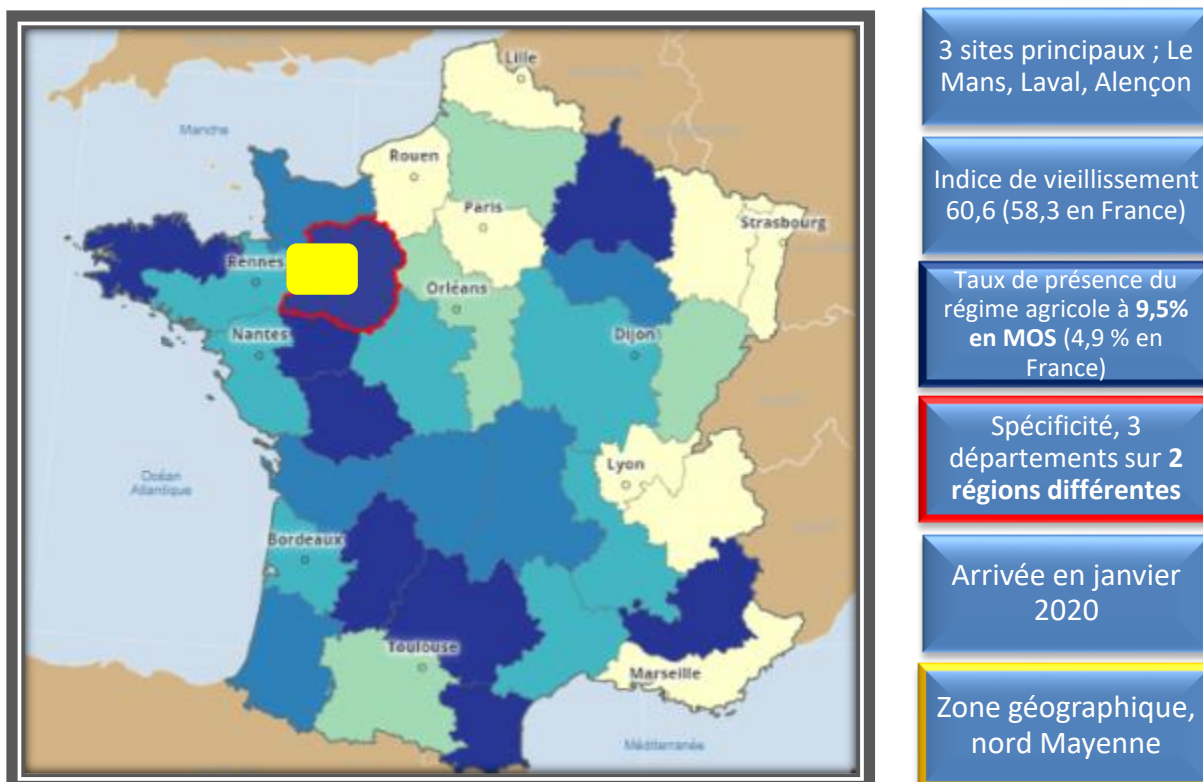 Lille
Manche
Rouen
Paris
Strasbourg
Rennes
Orléans
Nantes
Dijon
Océan
Atlantique
Lyon
Bordeaux
Toulouse
Marseille
Méditerranée
3 sites principaux ; Le
Mans, Laval, Alençon
Indice de vieillissement
60,6 (58,3 en France)
Taux de présence du
régime agricole à 9,5%
en MOS (4,9 % en
France)
Spécificité, 3
départements sur 2
régions différentes
Arrivée en janvier
2020
Zone géographique,
nord Mayenne